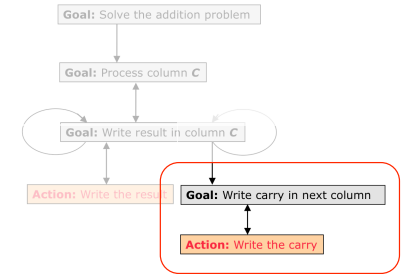 Goal: Solve the addition problem
Goal: Process column C
Goal: Write result in column C
Action: Write the result
Goal: Write carry in next column
Action: Write the carry